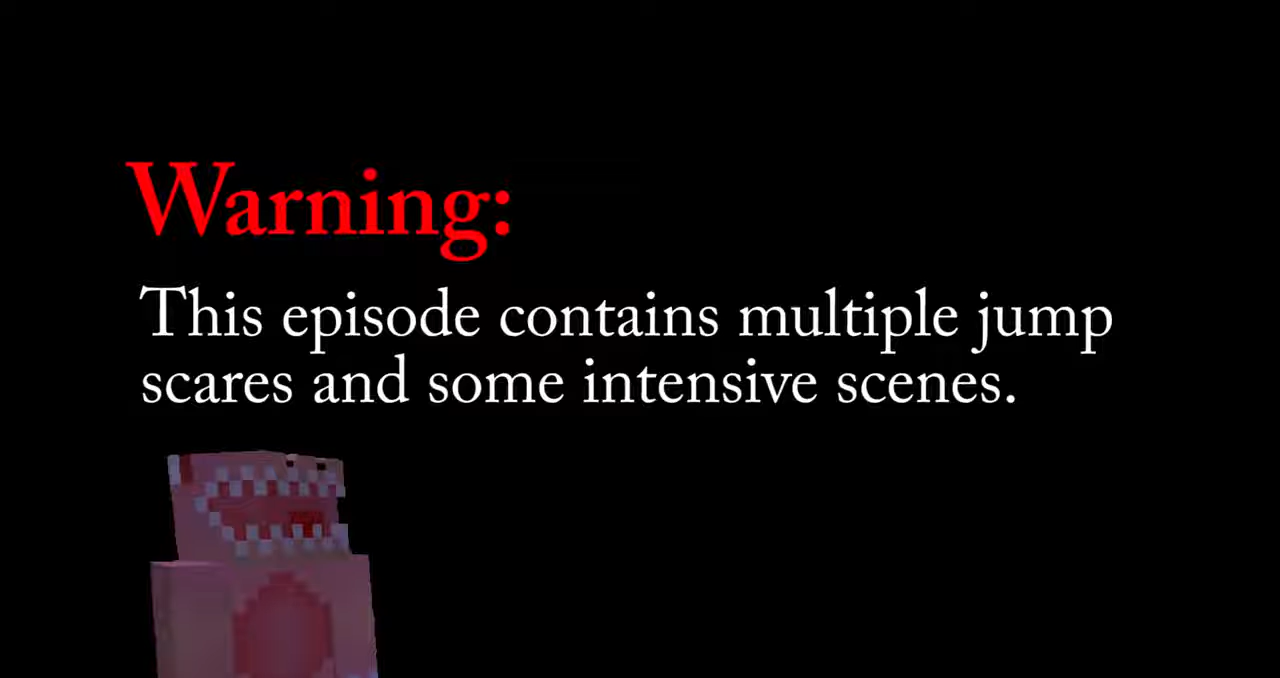 Warning:
This episode contains multiple jump
scares and some intensive scenes.